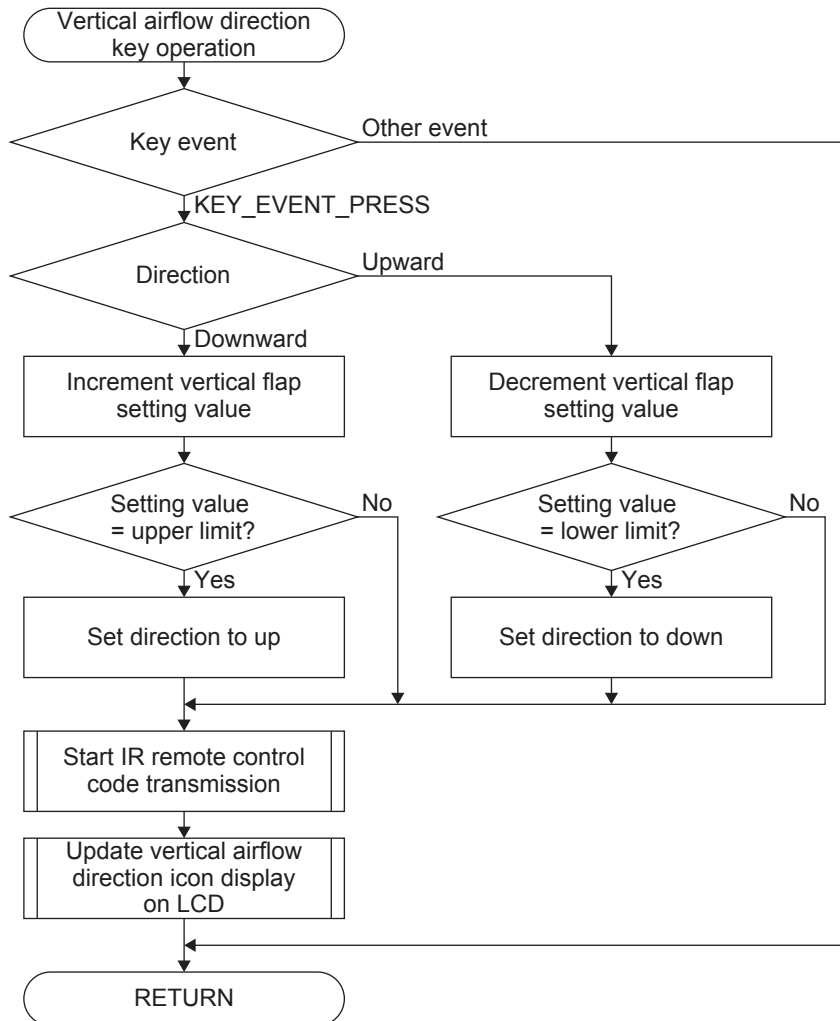 Vertical airflow direction
key operation
Key event
Other event
KEY_EVENT_PRESS
Direction
Upward
Downward
Increment vertical flap
setting value
Decrement vertical flap
setting value
Setting value
= upper limit?
No
Setting value
= lower limit?
No
Yes
Yes
Set direction to up
Set direction to down
Start IR remote control
code transmission
Update vertical airflow
direction icon display
on LCD
RETURN